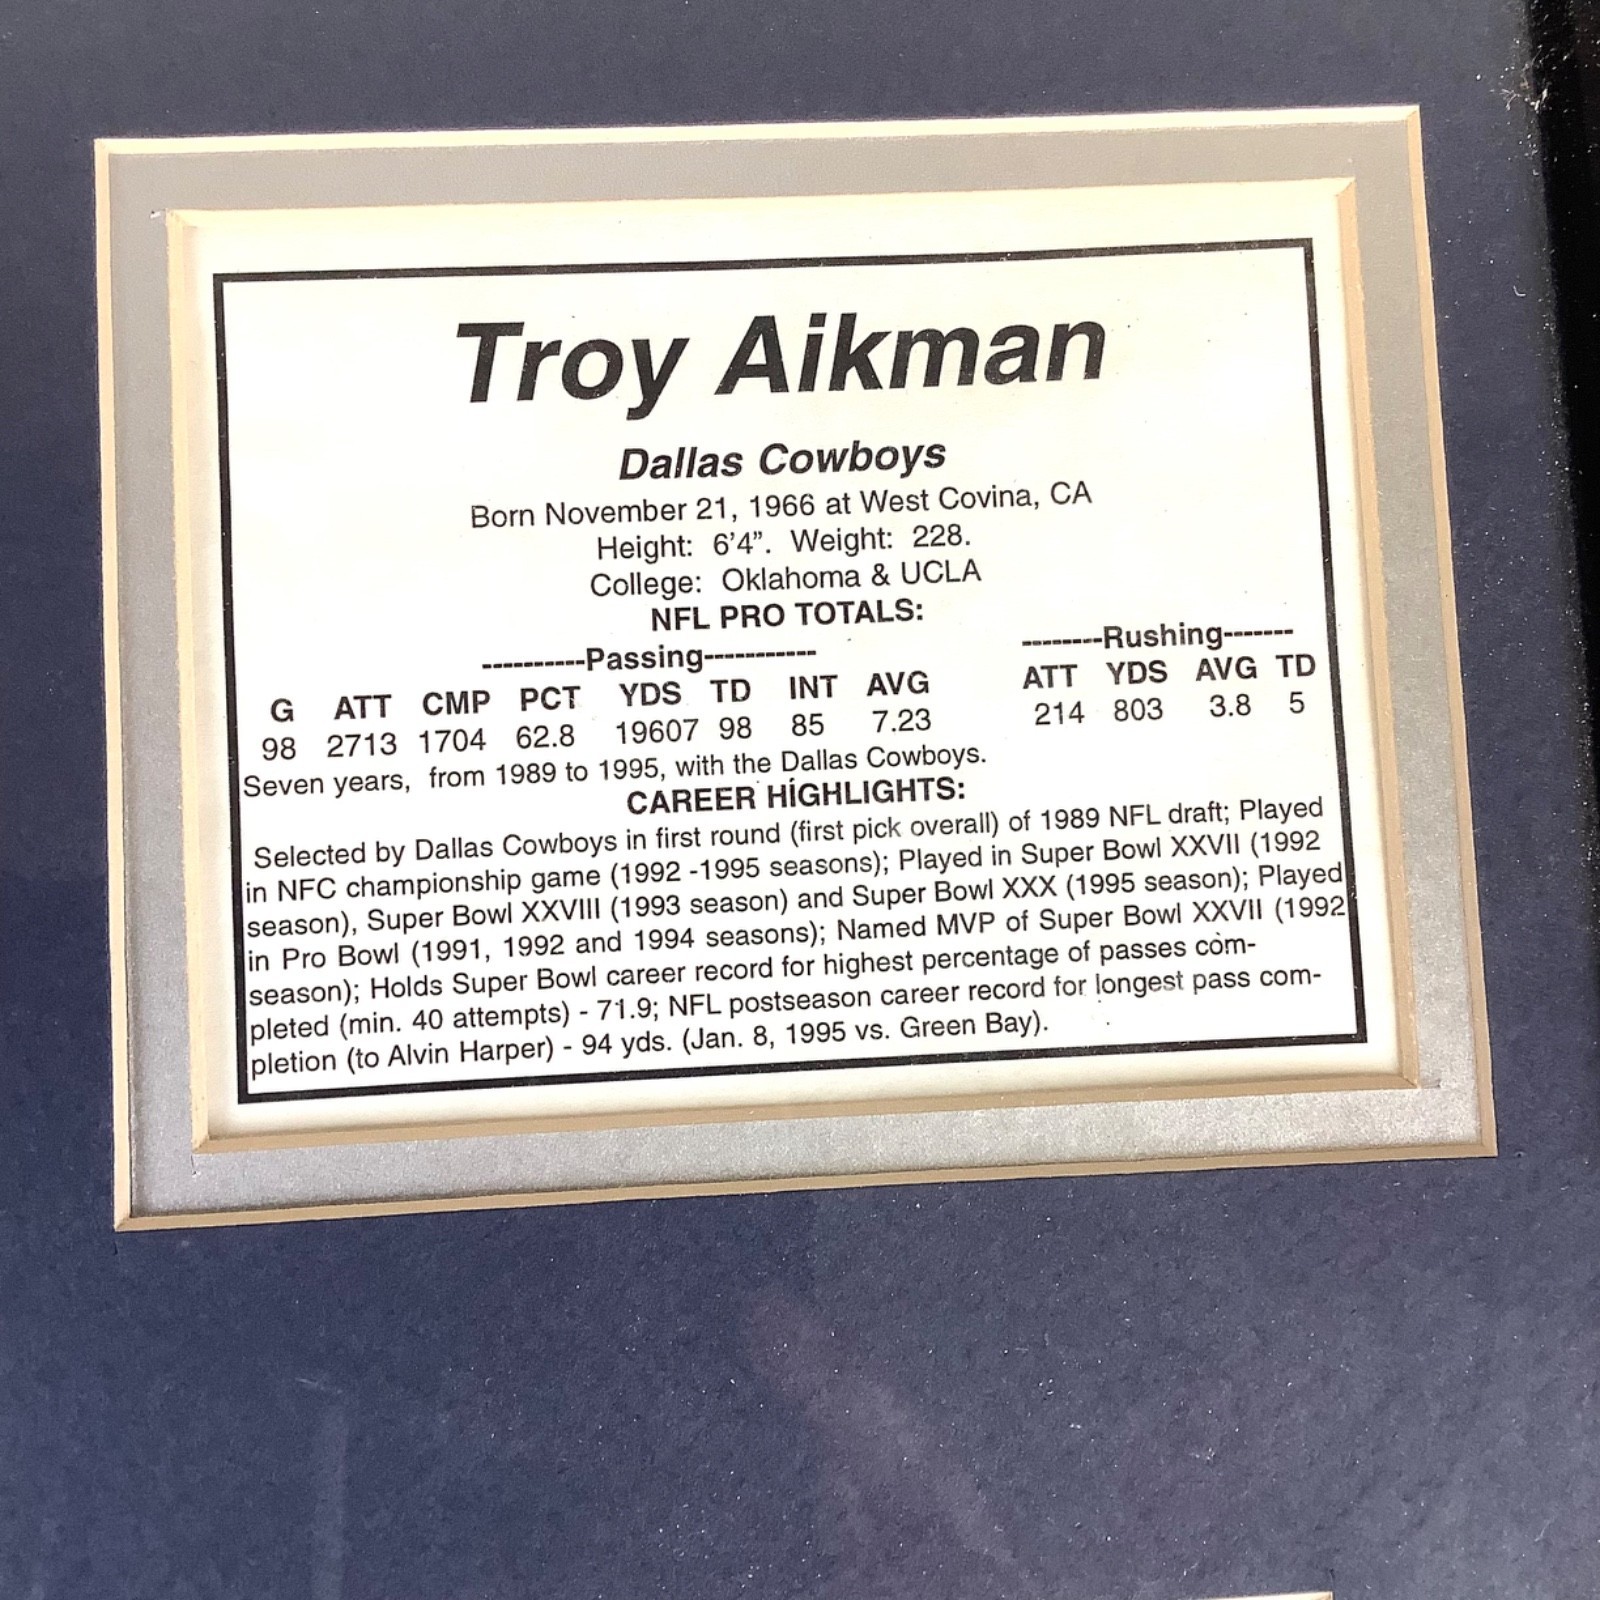 Troy Aikman
Dallas Cowboys
Born November 21, 1966 at West Covina, CA
Height: 6'4". Weight: 228.
College: Oklahoma & UCLA
NFL PRO TOTALS:
----------Passing----------- --------Rushing-------
G ATT CMP PCT YDS TD INT AVG ATT YDS AVG TD
98 2713 1704 62.8 19607 98 85 7.23 214 803 3.8 5
Seven years, from 1989 to 1995, with the Dallas Cowboys.
CAREER HIGHLIGHTS:
Selected by Dallas Cowboys in first round (first pick overall) of 1989 NFL draft; Played
in NFC championship game (1992 -1995 seasons); Played in Super Bowl XXVII (1992
season), Super Bowl XXVIII (1993 season) and Super Bowl XXX (1995 season); Played
in Pro Bowl (1991, 1992 and 1994 seasons); Named MVP of Super Bowl XXVII (1992
season); Holds Super Bowl career record for highest percentage of passes com-
pleted (min. 40 attempts) - 71.9; NFL postseason career record for longest pass com-
pletion (to Alvin Harper) - 94 yds. (Jan. 8, 1995 vs. Green Bay).